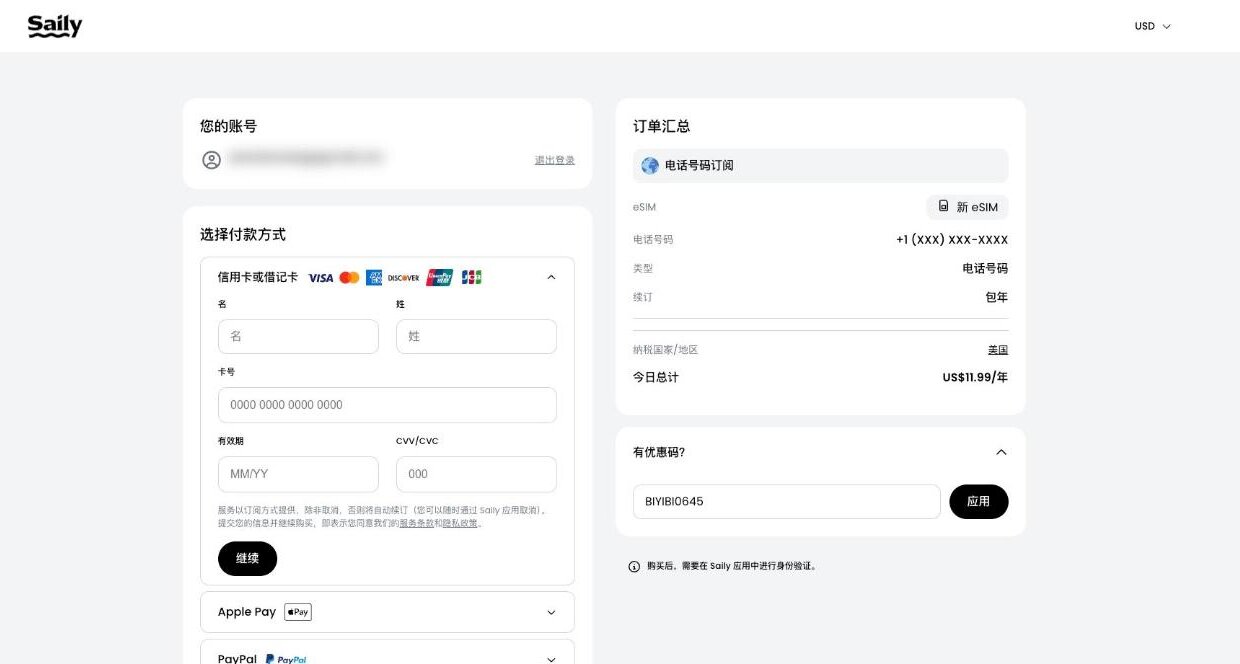 Saily
USD
您的账号
退出登录
选择付款方式
信用卡或借记卡 VISA AMEX DISCOVER UnionPay JCB
名 姓
名 姓
卡号
0000 0000 0000 0000
有效期 CVV/CVC
MM/YY 000
服务以订阅方式提供，除非取消，否则将自动续订（您可以随时通过 Saily 应用取消）。
提交您的信息并继续购买，即表示您同意我们的服务条款和隐私政策。
继续
Apple Pay Pay
PayPal PayPal
订单汇总
电话号码订阅
eSIM 新 eSIM
电话号码 +1 (XXX) XXX-XXXX
类型 电话号码
续订 包年
纳税国家/地区 美国
今日总计 US$11.99/年
有优惠码?
BIYIBI0645 应用
购买后，需要在 Saily 应用中进行身份验证。